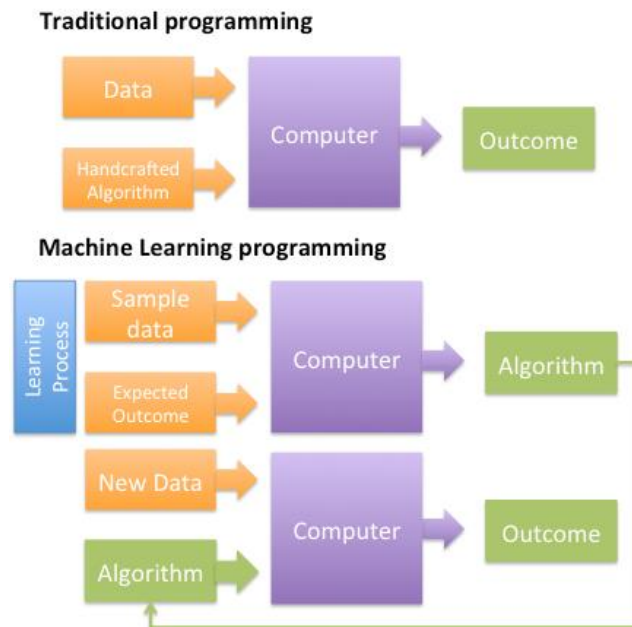 Traditional programming
Data
Computer
Outcome
Handcrafted
Algorithm
Machine Learning programming
Learning
Process
Sample
data
Computer
Algorithm
Expected
Outcome
New Data
Computer
Outcome
Algorithm